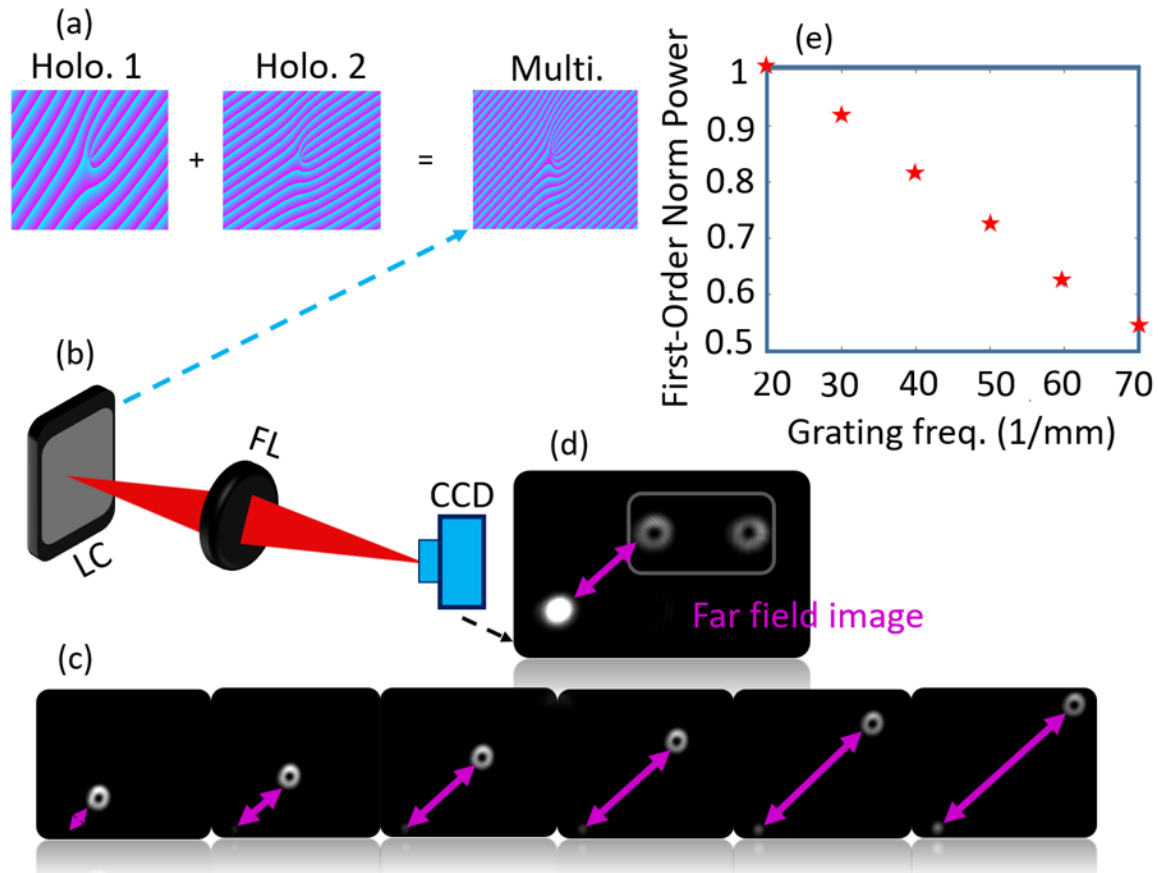 (a)
Holo. 1
Holo. 2
Multi.
+
=
(e)
First-Order Norm Power
1
0.9
0.8
0.7
0.6
0.5
20 30 40 50 60 70
Grating freq. (1/mm)
(b)
LC
FL
CCD
(d)
Far field image
(c)